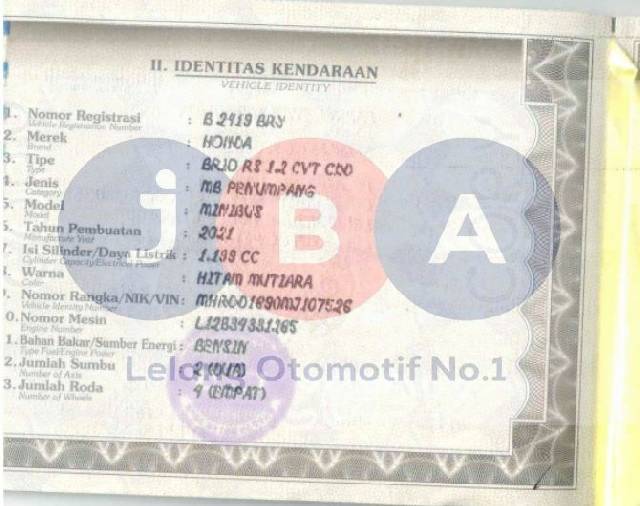 II. IDENTITAS KENDARAAN
VEHICLE IDENTITY
1. Nomor Registrasi : B 2419 BRY
Vehicle Registration Number
2. Merek : HONDA
Brand
3. Tipe : BRIO RS 1.2 CVT CKD
Type
4. Jenis : MB PENUMPANG
Category
5. Model : MINIBUS
Model
6. Tahun Pembuatan : 2021
Manufacture Year
7. Isi Silinder/Daya Listrik : 1.199 CC
Cylinder Capacity/Electrical Power
8. Warna : HITAM MUTIARA
Color
9. Nomor Rangka/NIK/VIN :
Vehicle Identity Number
0. Nomor Mesin :
Engine Number
1. Bahan Bakar/Sumber Energi : BENSIN
Type Fuel/Engine Power
2. Jumlah Sumbu : 2 (DUA)
Number of Axis
3. Jumlah Roda : 4 (EMPAT)
Number of Wheels
JBA
Lelang Otomotif No.1